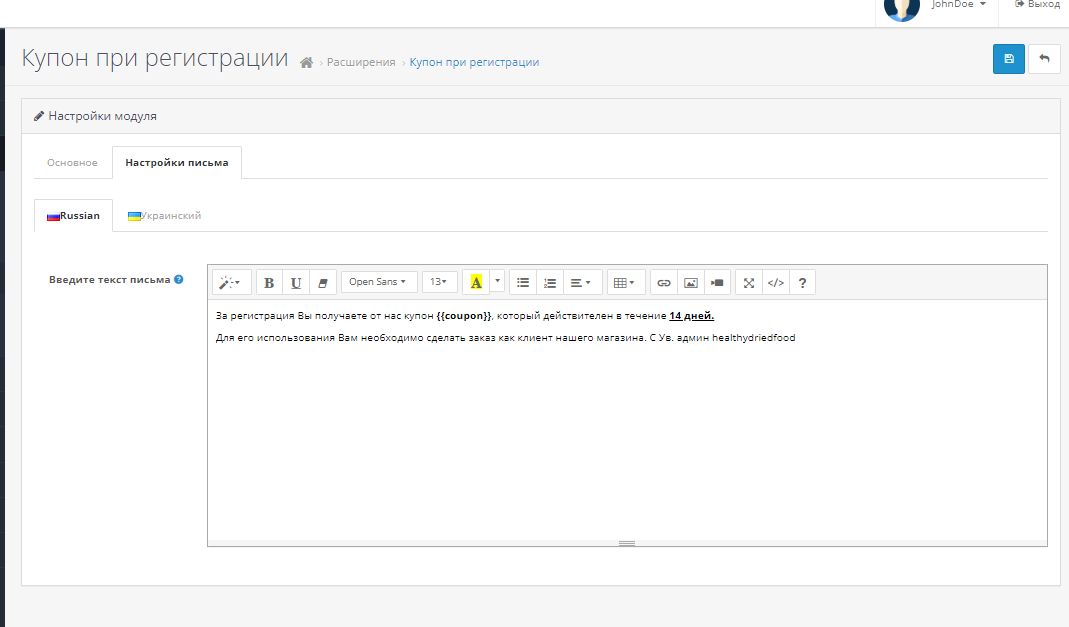 JohnDoe Выход
Купон при регистрации › Расширения › Купон при регистрации
Настройки модуля
Основное Настройки письма
Russian Украинский
Введите текст письма ?
B U Open Sans 13 A </> ?
За регистрация Вы получаете от нас купон {{coupon}}, который действителен в течение 14 дней.
Для его использования Вам необходимо сделать заказ как клиент нашего магазина. С Ув. админ healthydriedfood